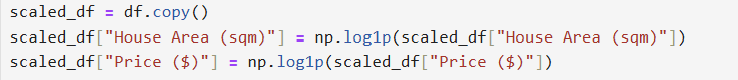 scaled_df = df.copy()
scaled_df["House Area (sqm)"] = np.log1p(scaled_df["House Area (sqm)"])
scaled_df["Price ($)"] = np.log1p(scaled_df["Price ($)"])